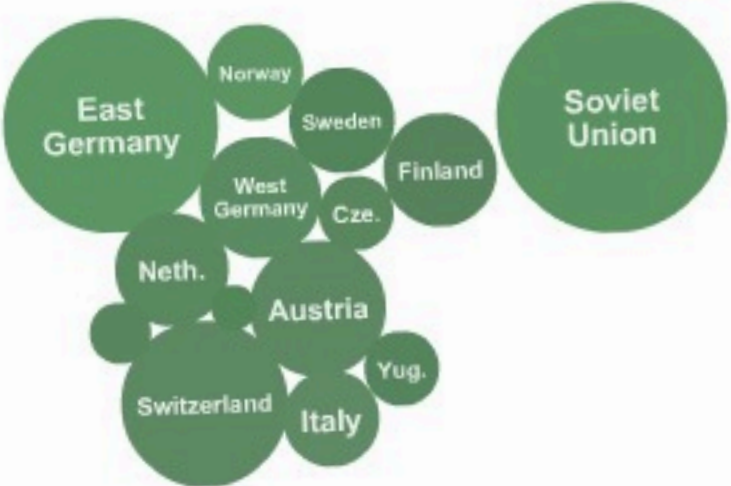 East
Germany
Norway
Sweden
Soviet
Union
Finland
West
Germany
Cze.
Neth.
Austria
Yug.
Switzerland
Italy